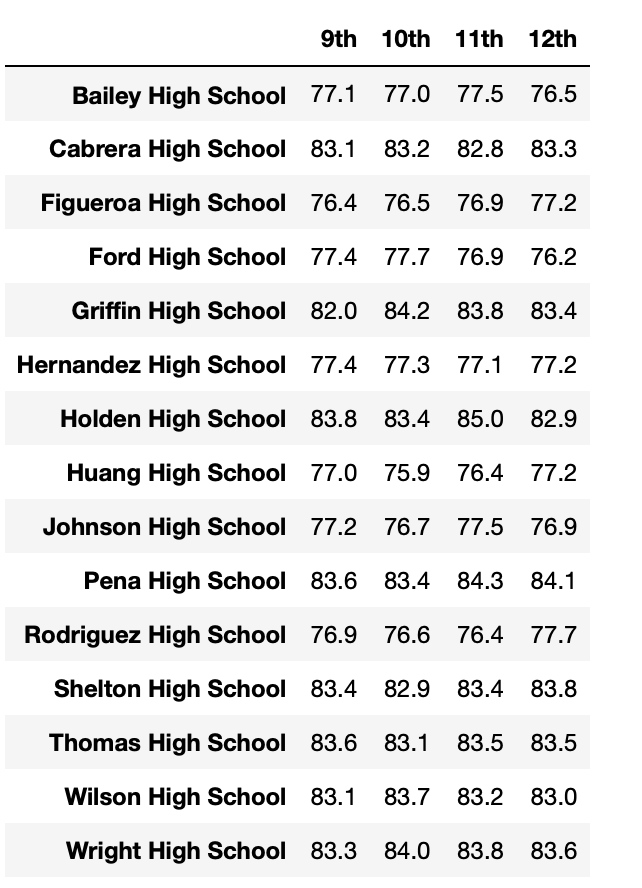 9th 10th 11th 12th
Bailey High School 77.1 77.0 77.5 76.5
Cabrera High School 83.1 83.2 82.8 83.3
Figueroa High School 76.4 76.5 76.9 77.2
Ford High School 77.4 77.7 76.9 76.2
Griffin High School 82.0 84.2 83.8 83.4
Hernandez High School 77.4 77.3 77.1 77.2
Holden High School 83.8 83.4 85.0 82.9
Huang High School 77.0 75.9 76.4 77.2
Johnson High School 77.2 76.7 77.5 76.9
Pena High School 83.6 83.4 84.3 84.1
Rodriguez High School 76.9 76.6 76.4 77.7
Shelton High School 83.4 82.9 83.4 83.8
Thomas High School 83.6 83.1 83.5 83.5
Wilson High School 83.1 83.7 83.2 83.0
Wright High School 83.3 84.0 83.8 83.6